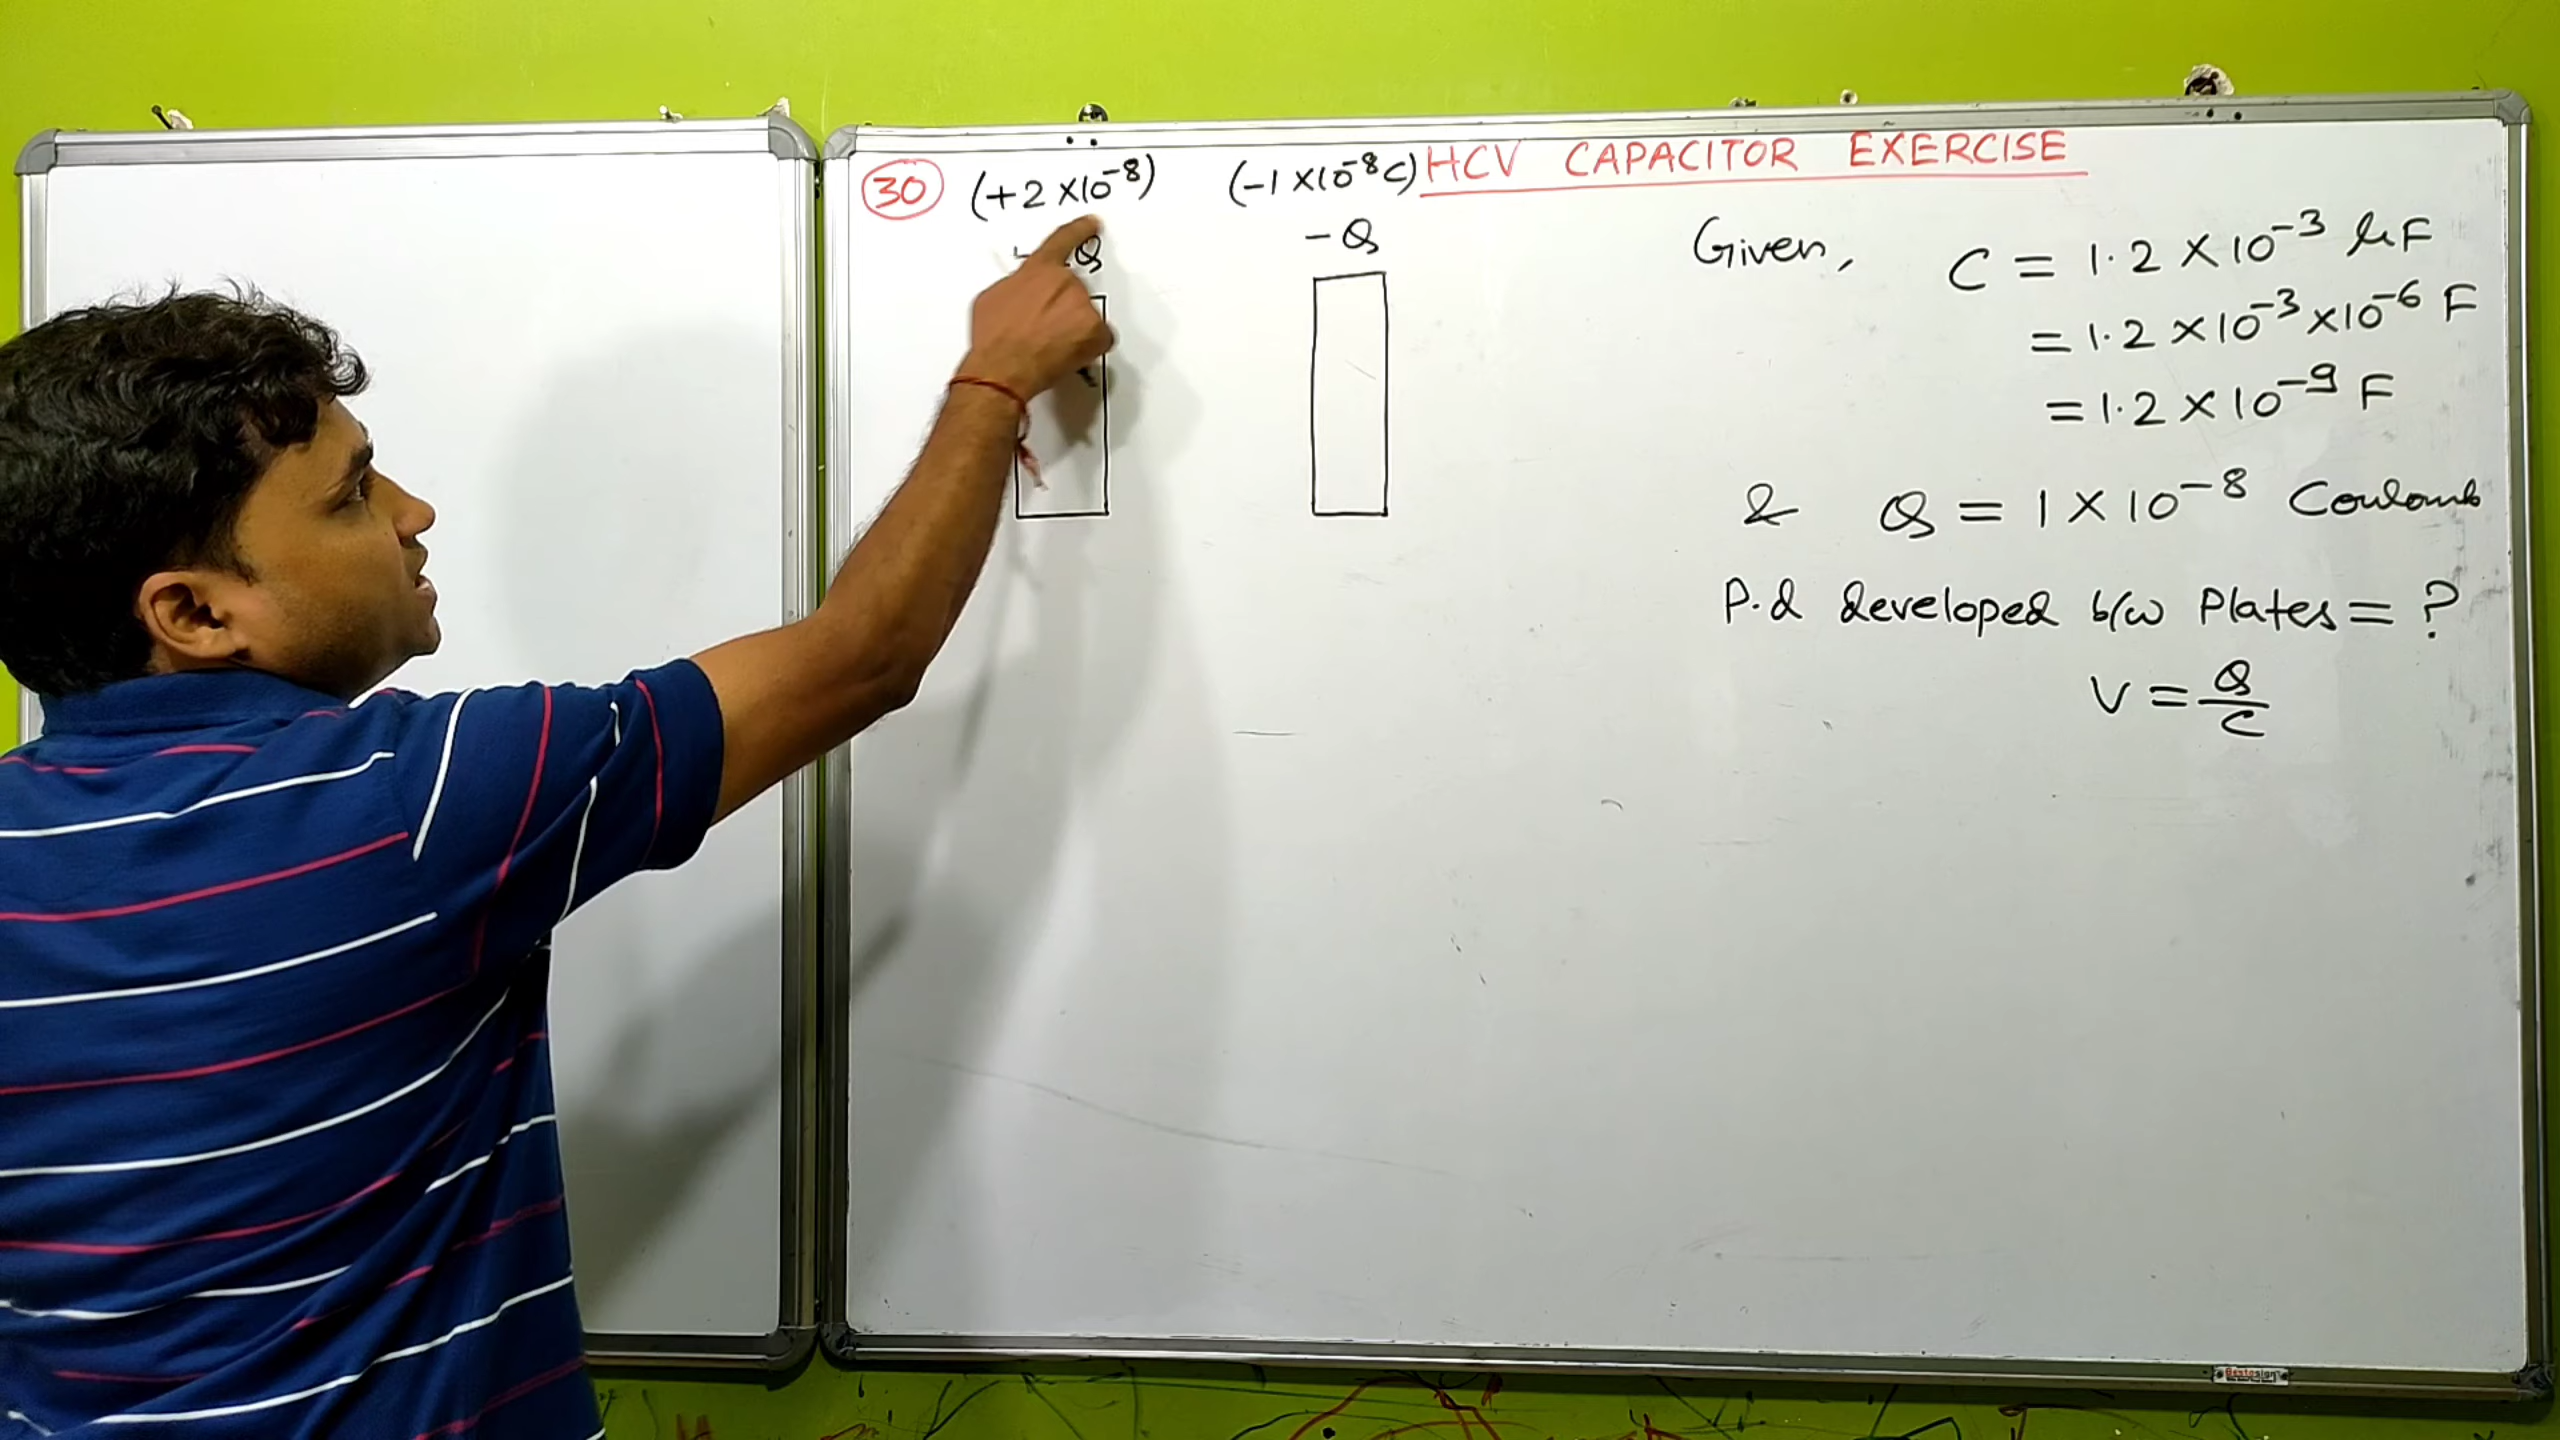 30 (+2 ×10⁻⁸) (-1 ×10⁻⁸C) HCV CAPACITOR EXERCISE
Q
- Q
Given, C = 1.2 × 10⁻³ μF
= 1.2 × 10⁻³ × 10⁻⁶ F
= 1.2 × 10⁻⁹ F
& Q = 1 × 10⁻⁸ Coulomb
P.d developed b/w Plates = ?
V = Q/C